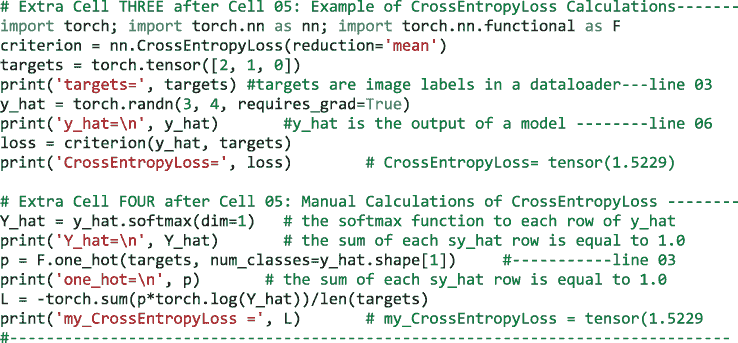 # Extra Cell THREE after Cell 05: Example of CrossEntropyLoss Calculations-------
import torch; import torch.nn as nn; import torch.nn.functional as F
criterion = nn.CrossEntropyLoss(reduction='mean')
targets = torch.tensor([2, 1, 0])
print('targets=', targets) #targets are image labels in a dataloader---line 03
y_hat = torch.randn(3, 4, requires_grad=True)
print('y_hat=\n', y_hat)       #y_hat is the output of a model --------line 06
loss = criterion(y_hat, targets)
print('CrossEntropyLoss=', loss)       # CrossEntropyLoss= tensor(1.5229)

# Extra Cell FOUR after Cell 05: Manual Calculations of CrossEntropyLoss --------
Y_hat = y_hat.softmax(dim=1)   # the softmax function to each row of y_hat
print('Y_hat=\n', Y_hat)       # the sum of each sy_hat row is equal to 1.0
p = F.one_hot(targets, num_classes=y_hat.shape[1])     #-----------line 03
print('one_hot=\n', p)       # the sum of each sy_hat row is equal to 1.0
L = -torch.sum(p*torch.log(Y_hat))/len(targets)
print('my_CrossEntropyLoss =', L)       # my_CrossEntropyLoss = tensor(1.5229
#-------------------------------------------------------------------------------